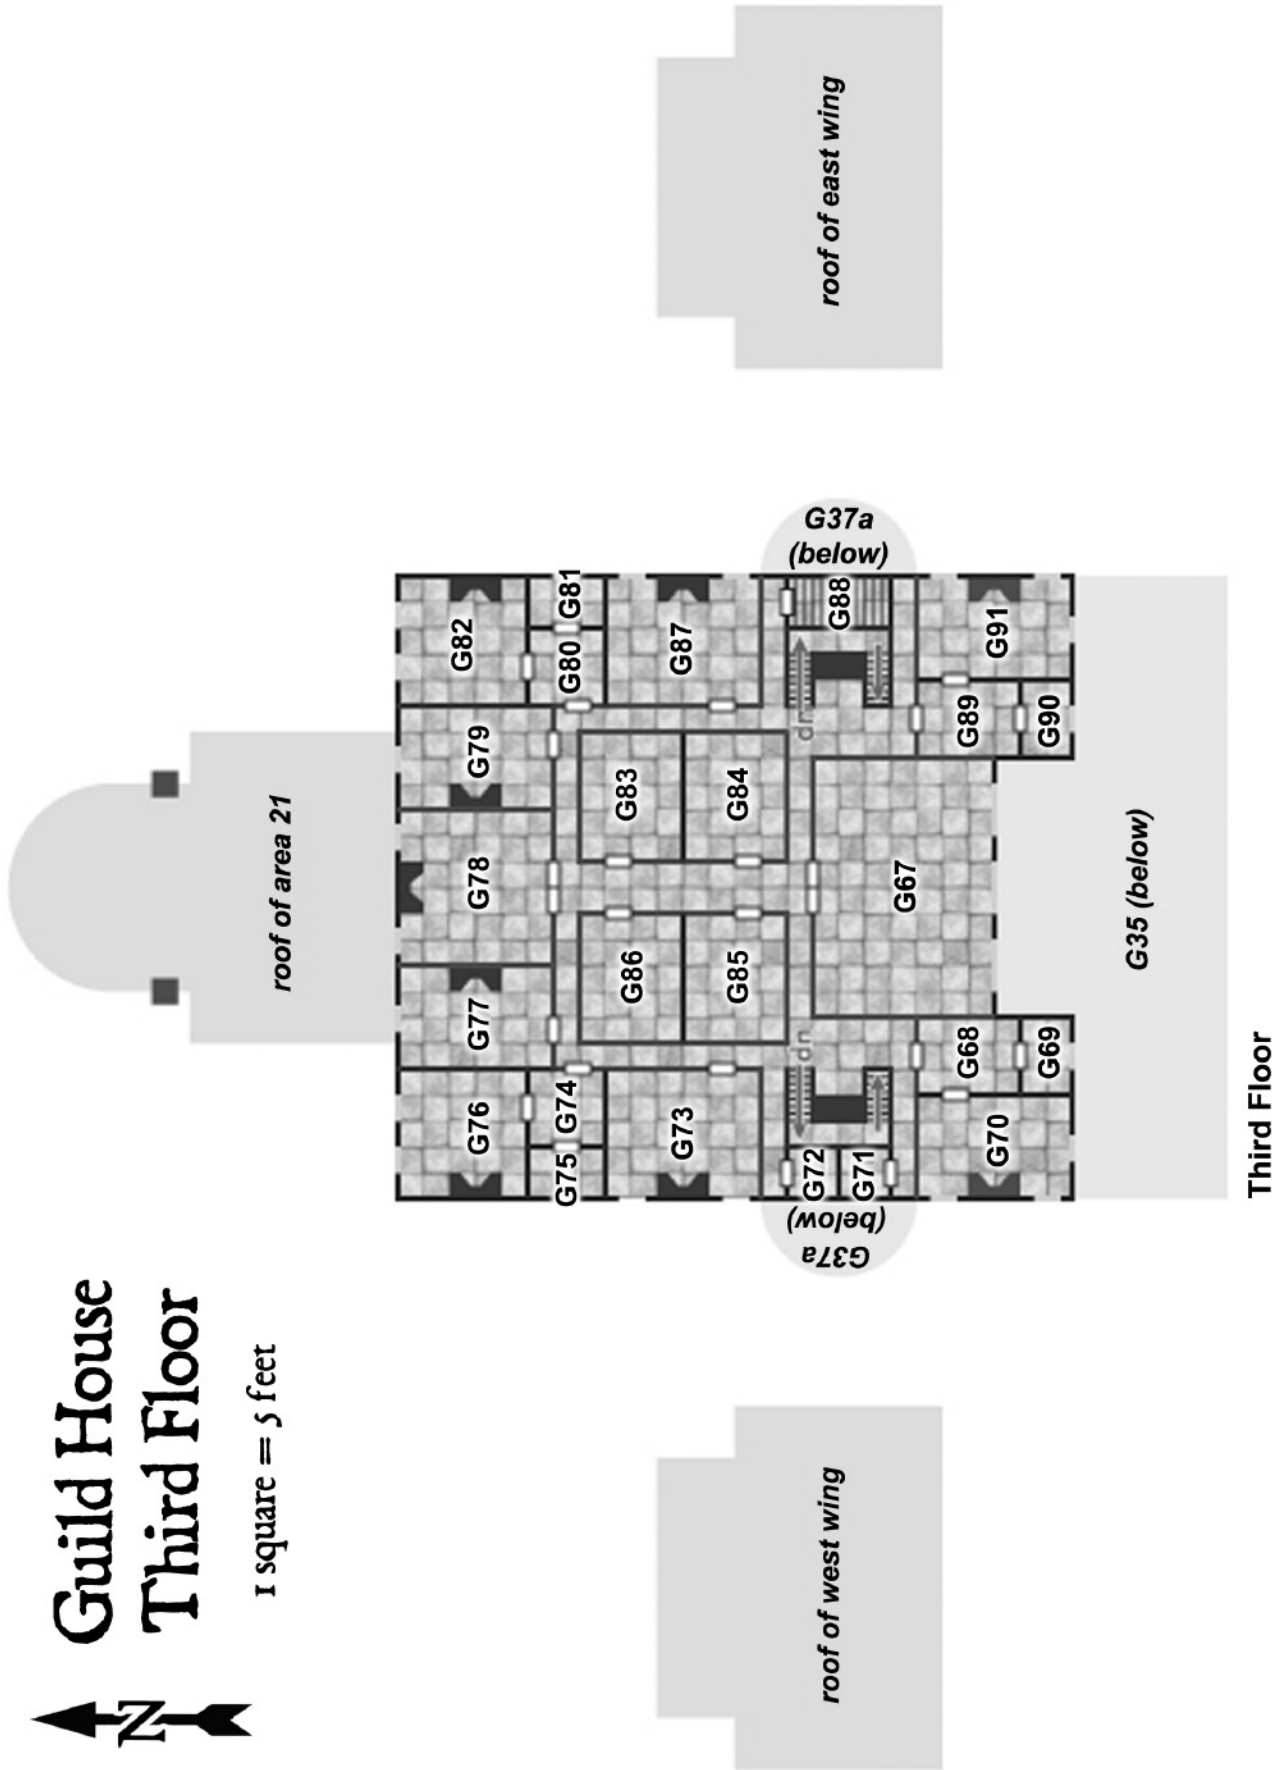 Guild House
Third Floor
1 square = 5 feet
N
roof of area 21
G76
G77
G78
G79
G82
G75
G74
G80
G81
G86
G83
G73
G85
G84
G87
dn
dn
G37a
(below)
G72
G71
G88
G37a
(below)
roof of west wing
roof of east wing
G67
G70
G68
G89
G91
G69
G90
G35 (below)
Third Floor